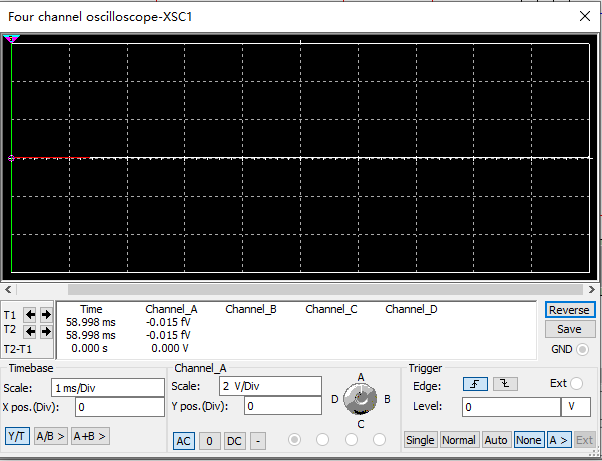 Four channel oscilloscope-XSC1
T1
T2
T2-T1
Time Channel_A Channel_B Channel_C Channel_D
58.998 ms -0.015 fV
58.998 ms -0.015 fV
0.000 s 0.000 V
Reverse
Save
GND
Timebase
Scale: 1 ms/Div
X pos.(Div): 0
Y/T A/B > A+B >
Channel_A
Scale: 2 V/Div
Y pos.(Div): 0
AC 0 DC -
A
D B
C
Trigger
Edge: Ext
Level: 0 V
Single Normal Auto None A > Ext